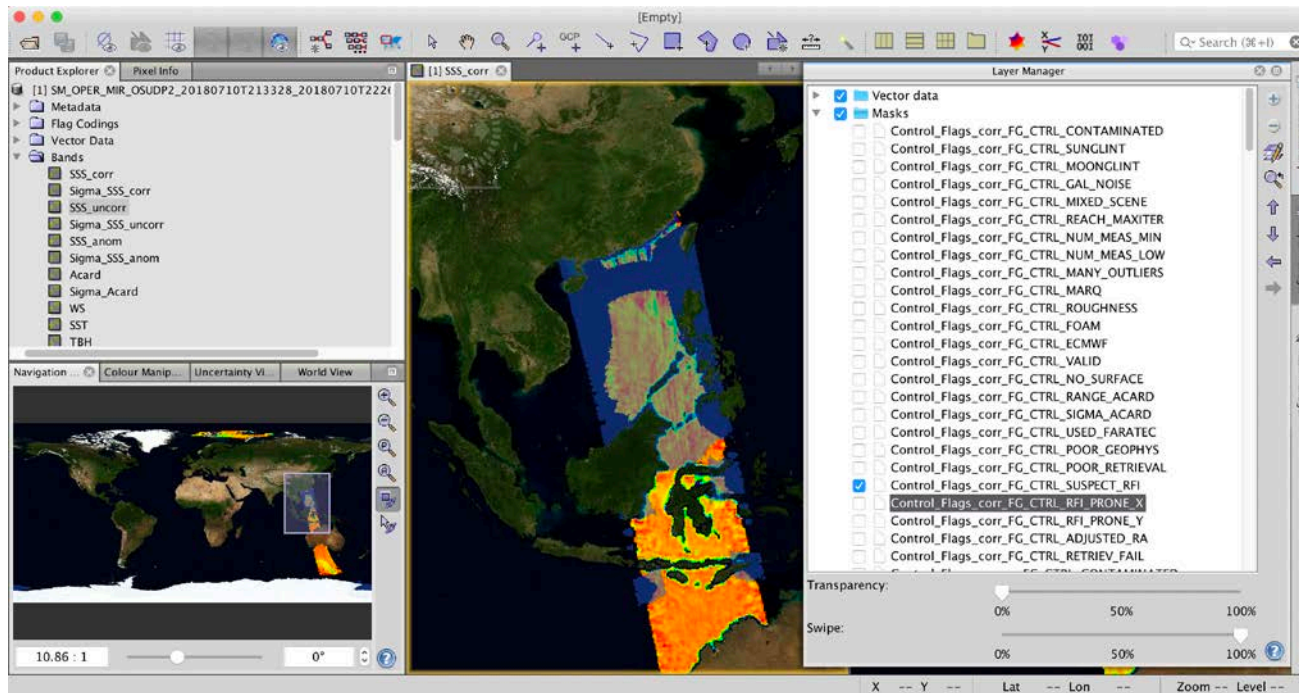 [Empty]
GCP
X
Y
IOI
001
Q▾ Search (⌘+I)
Product Explorer
Pixel Info
[1] SM_OPER_MIR_OSUDP2_20180710T213328_20180710T2226
Metadata
Flag Codings
Vector Data
Bands
SSS_corr
Sigma_SSS_corr
SSS_uncorr
Sigma_SSS_uncorr
SSS_anom
Sigma_SSS_anom
Acard
Sigma_Acard
WS
SST
TBH
Navigation ...
Colour Manip...
Uncertainty Vi...
World View
10.86 : 1
0°
[1] SSS_corr
Layer Manager
Vector data
Masks
Control_Flags_corr_FG_CTRL_CONTAMINATED
Control_Flags_corr_FG_CTRL_SUNGLINT
Control_Flags_corr_FG_CTRL_MOONGLINT
Control_Flags_corr_FG_CTRL_GAL_NOISE
Control_Flags_corr_FG_CTRL_MIXED_SCENE
Control_Flags_corr_FG_CTRL_REACH_MAXITER
Control_Flags_corr_FG_CTRL_NUM_MEAS_MIN
Control_Flags_corr_FG_CTRL_NUM_MEAS_LOW
Control_Flags_corr_FG_CTRL_MANY_OUTLIERS
Control_Flags_corr_FG_CTRL_MARQ
Control_Flags_corr_FG_CTRL_ROUGHNESS
Control_Flags_corr_FG_CTRL_FOAM
Control_Flags_corr_FG_CTRL_ECMWF
Control_Flags_corr_FG_CTRL_VALID
Control_Flags_corr_FG_CTRL_NO_SURFACE
Control_Flags_corr_FG_CTRL_RANGE_ACARD
Control_Flags_corr_FG_CTRL_SIGMA_ACARD
Control_Flags_corr_FG_CTRL_USED_FARATEC
Control_Flags_corr_FG_CTRL_POOR_GEOPHYS
Control_Flags_corr_FG_CTRL_POOR_RETRIEVAL
Control_Flags_corr_FG_CTRL_SUSPECT_RFI
Control_Flags_corr_FG_CTRL_RFI_PRONE_X
Control_Flags_corr_FG_CTRL_RFI_PRONE_Y
Control_Flags_corr_FG_CTRL_ADJUSTED_RA
Control_Flags_corr_FG_CTRL_RETRIEV_FAIL
Transparency:
0% 50% 100%
Swipe:
0% 50% 100%
X -- Y -- Lat -- Lon -- Zoom -- Level --